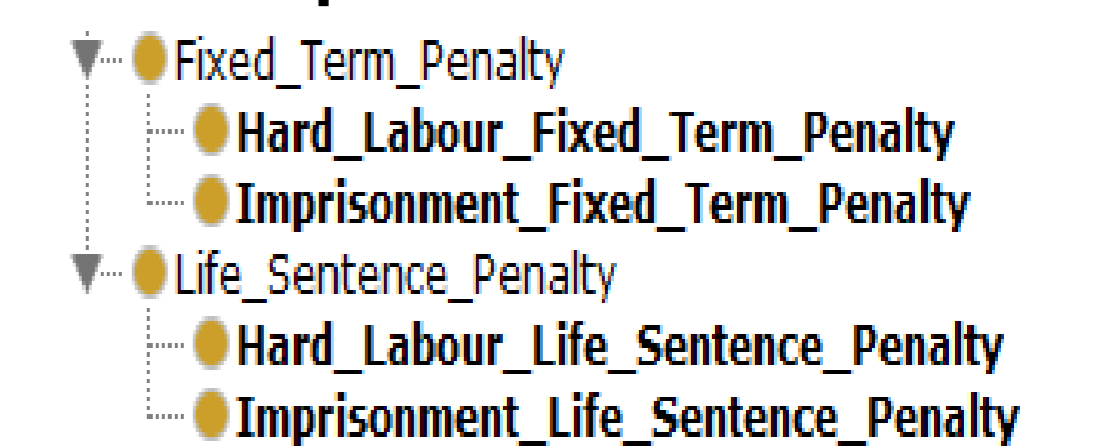 Fixed_Term_Penalty
Hard_Labour_Fixed_Term_Penalty
Imprisonment_Fixed_Term_Penalty
Life_Sentence_Penalty
Hard_Labour_Life_Sentence_Penalty
Imprisonment_Life_Sentence_Penalty